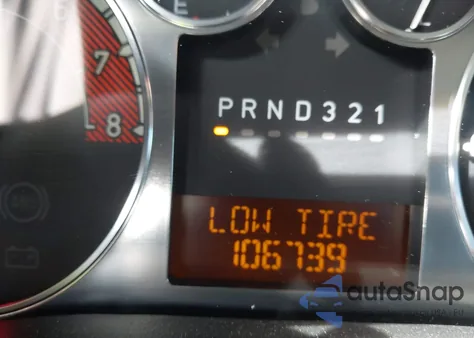 E
7
8
PRND321
LOW TIRE
106739
autoSnap